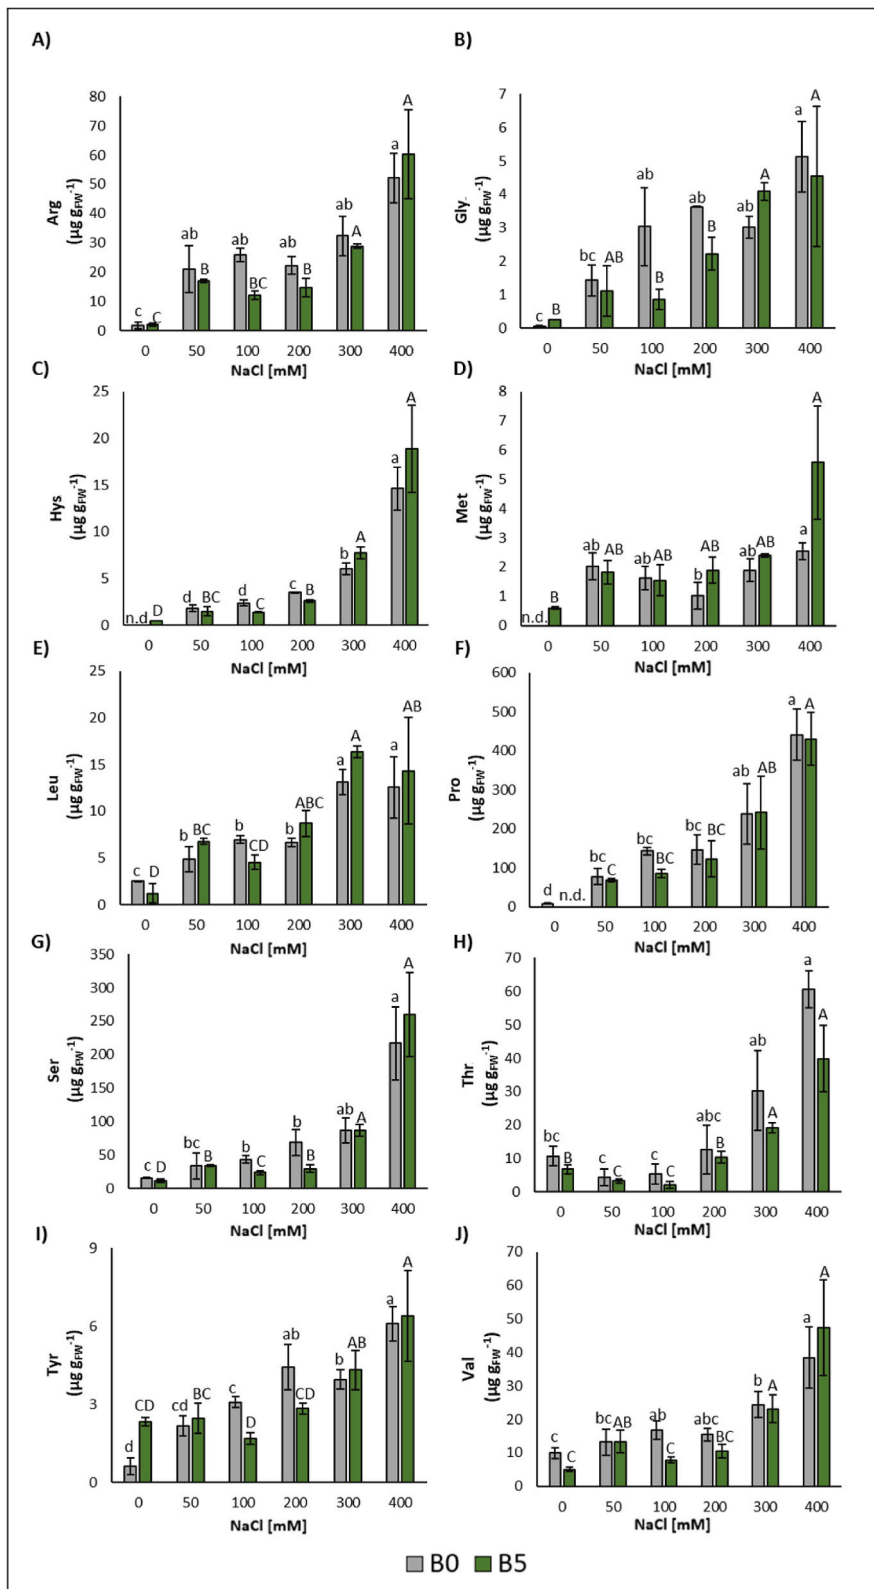 A)
Arg
(µg gFW⁻¹)
80
70
60
50
40
30
20
10
0
c C ab B ab BC ab B ab A a A
0 50 100 200 300 400
NaCl [mM]
B)
Gly
(µg gFW⁻¹)
7
6
5
4
3
2
1
0
c B bc AB ab B ab B ab A a A
0 50 100 200 300 400
NaCl [mM]
C)
Hys
(µg gFW⁻¹)
25
20
15
10
5
0
n.d D d BC d C c B b A a A
0 50 100 200 300 400
NaCl [mM]
D)
Met
(µg gFW⁻¹)
8
7
6
5
4
3
2
1
0
n.d. B ab AB ab AB b AB ab AB a A
0 50 100 200 300 400
NaCl [mM]
E)
Leu
(µg gFW⁻¹)
25
20
15
10
5
0
c D b BC b CD b ABC a A a AB
0 50 100 200 300 400
NaCl [mM]
F)
Pro
(µg gFW⁻¹)
600
500
400
300
200
100
0
d n.d. bc C bc BC bc BC ab AB a A
0 50 100 200 300 400
NaCl [mM]
G)
Ser
(µg gFW⁻¹)
350
300
250
200
150
100
50
0
c D bc B b C b B ab A a A
0 50 100 200 300 400
NaCl [mM]
H)
Thr
(µg gFW⁻¹)
70
60
50
40
30
20
10
0
bc B c C c C abc B ab A a A
0 50 100 200 300 400
NaCl [mM]
I)
Tyr
(µg gFW⁻¹)
9
6
3
0
d CD cd BC c D ab CD b AB a A
0 50 100 200 300 400
NaCl [mM]
J)
Val
(µg gFW⁻¹)
70
60
50
40
30
20
10
0
c C bc AB ab C abc BC b A a A
0 50 100 200 300 400
NaCl [mM]
B0 B5